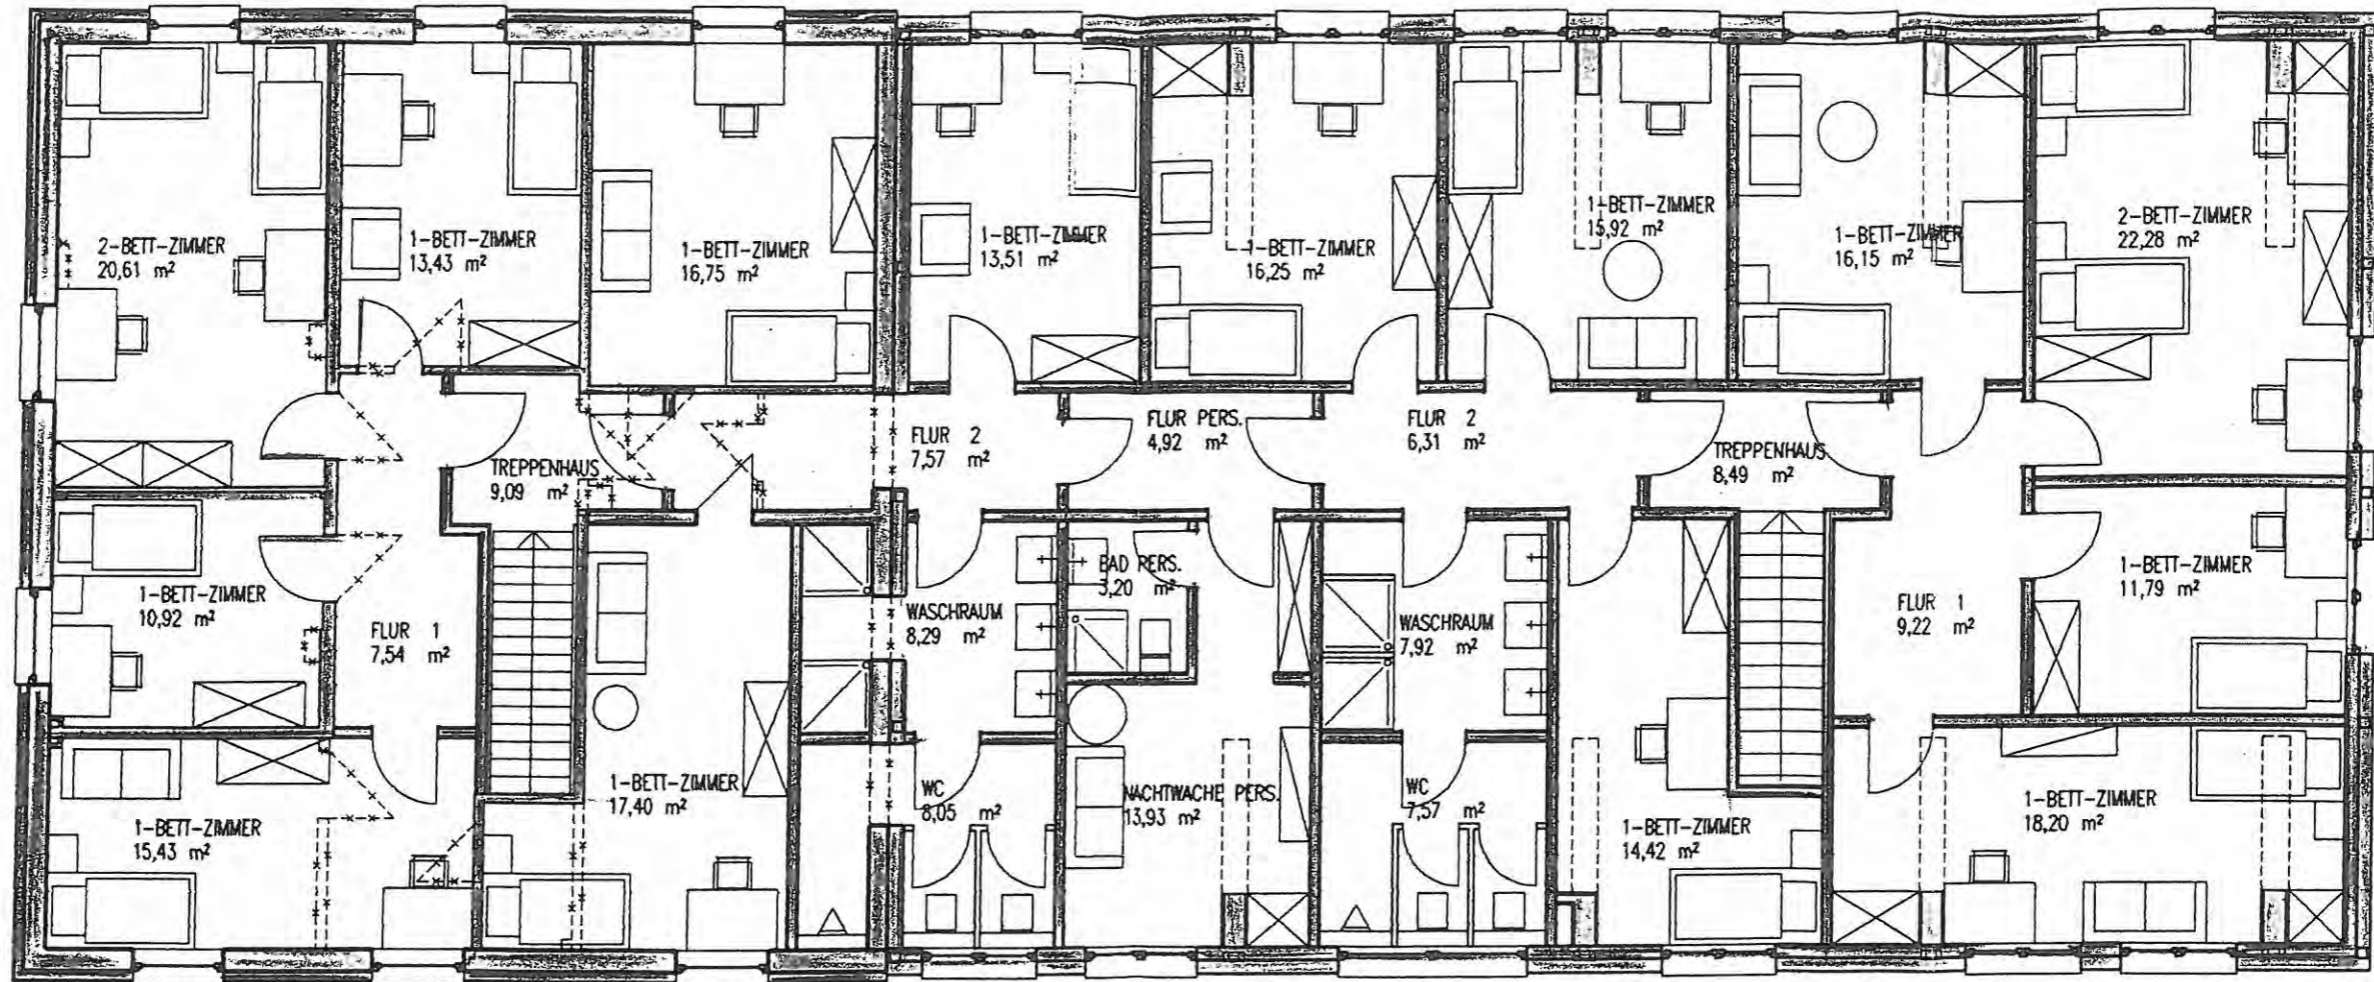 2-BETT-ZIMMER
20,61 m²
1-BETT-ZIMMER
13,43 m²
1-BETT-ZIMMER
16,75 m²
1-BETT-ZIMMER
13,51 m²
1-BETT-ZIMMER
16,25 m²
1-BETT-ZIMMER
15,92 m²
1-BETT-ZIMMER
16,15 m²
2-BETT-ZIMMER
22,28 m²
TREPPENHAUS
9,09 m²
FLUR 2
7,57 m²
FLUR PERS.
4,92 m²
FLUR 2
6,31 m²
TREPPENHAUS
8,49 m²
1-BETT-ZIMMER
10,92 m²
FLUR 1
7,54 m²
WASCHRAUM
8,29 m²
BAD PERS.
3,20 m²
WASCHRAUM
7,92 m²
FLUR 1
9,22 m²
1-BETT-ZIMMER
11,79 m²
1-BETT-ZIMMER
15,43 m²
1-BETT-ZIMMER
17,40 m²
WC
8,05 m²
NACHTWACHE PERS.
13,93 m²
WC
7,57 m²
1-BETT-ZIMMER
14,42 m²
1-BETT-ZIMMER
18,20 m²